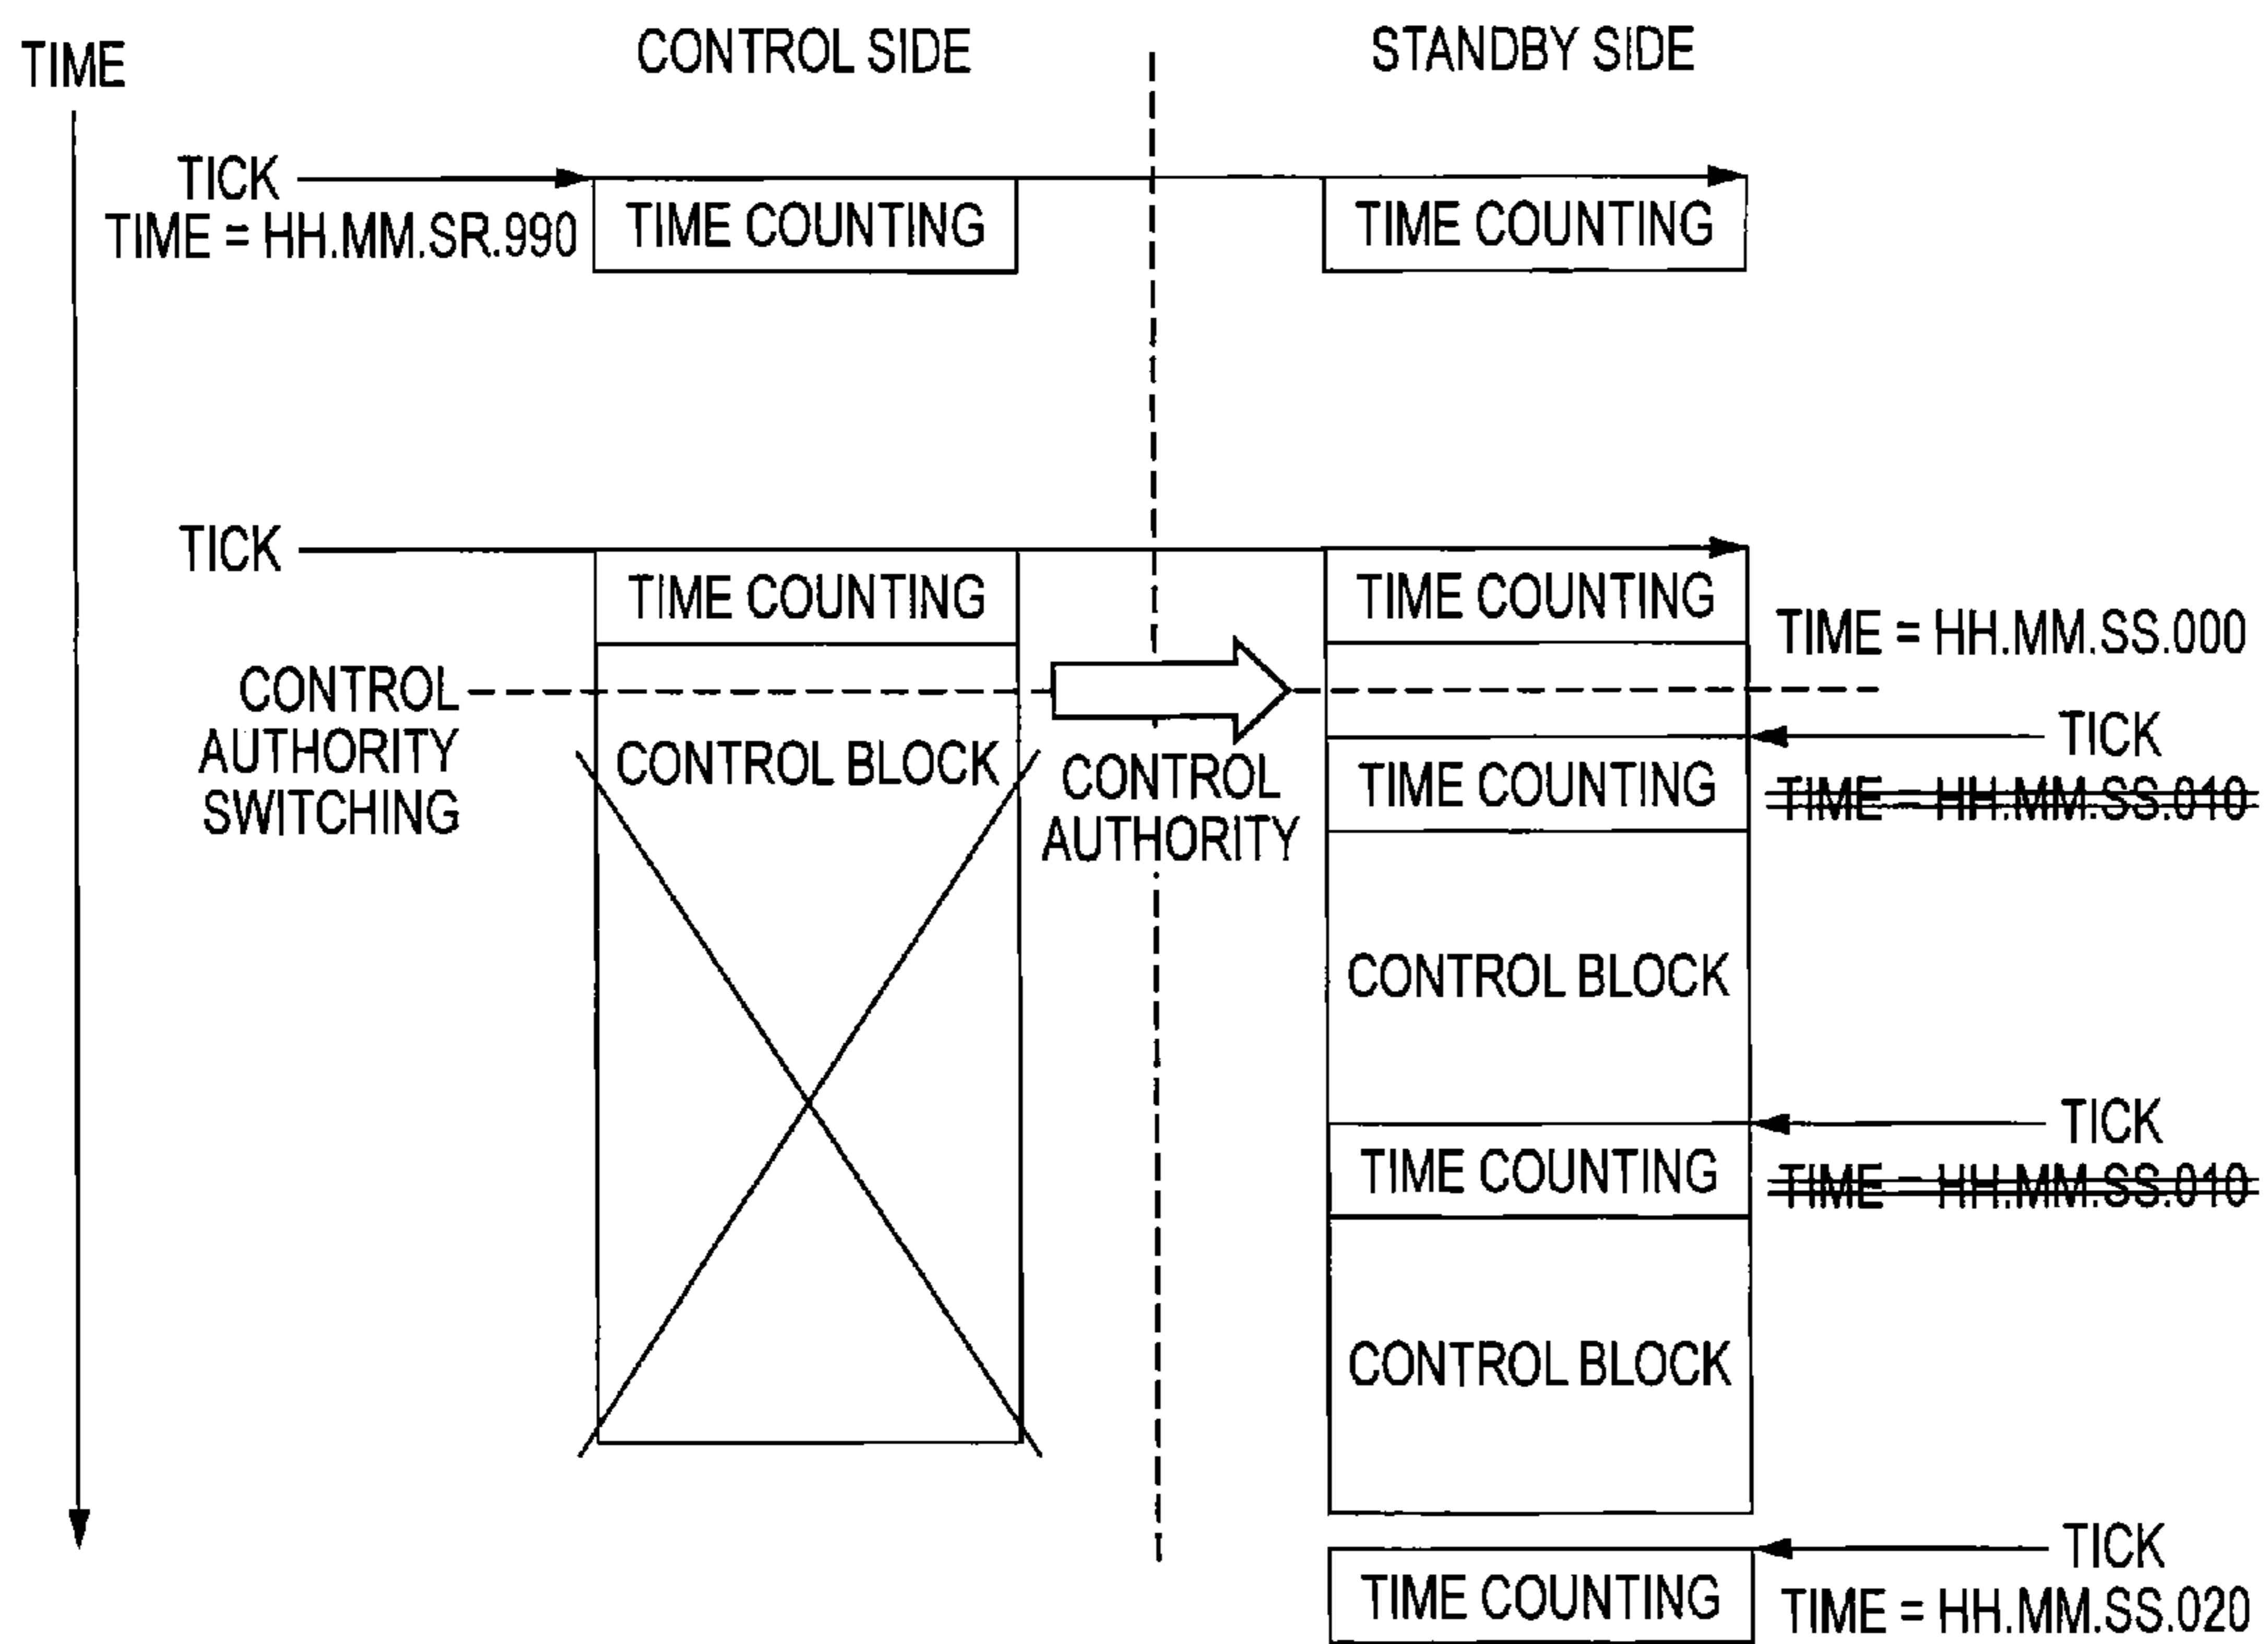 TIME
CONTROL SIDE
STANDBY SIDE
TICK
TIME = HH.MM.SR.990
TIME COUNTING
TIME COUNTING
TICK
TIME COUNTING
TIME COUNTING
TIME = HH.MM.SS.000
CONTROL
AUTHORITY
SWITCHING
CONTROL BLOCK
CONTROL
AUTHORITY
TICK
TIME COUNTING
TIME = HH.MM.SS.010
CONTROL BLOCK
TICK
TIME COUNTING
TIME = HH.MM.SS.010
CONTROL BLOCK
TICK
TIME COUNTING
TIME = HH.MM.SS.020